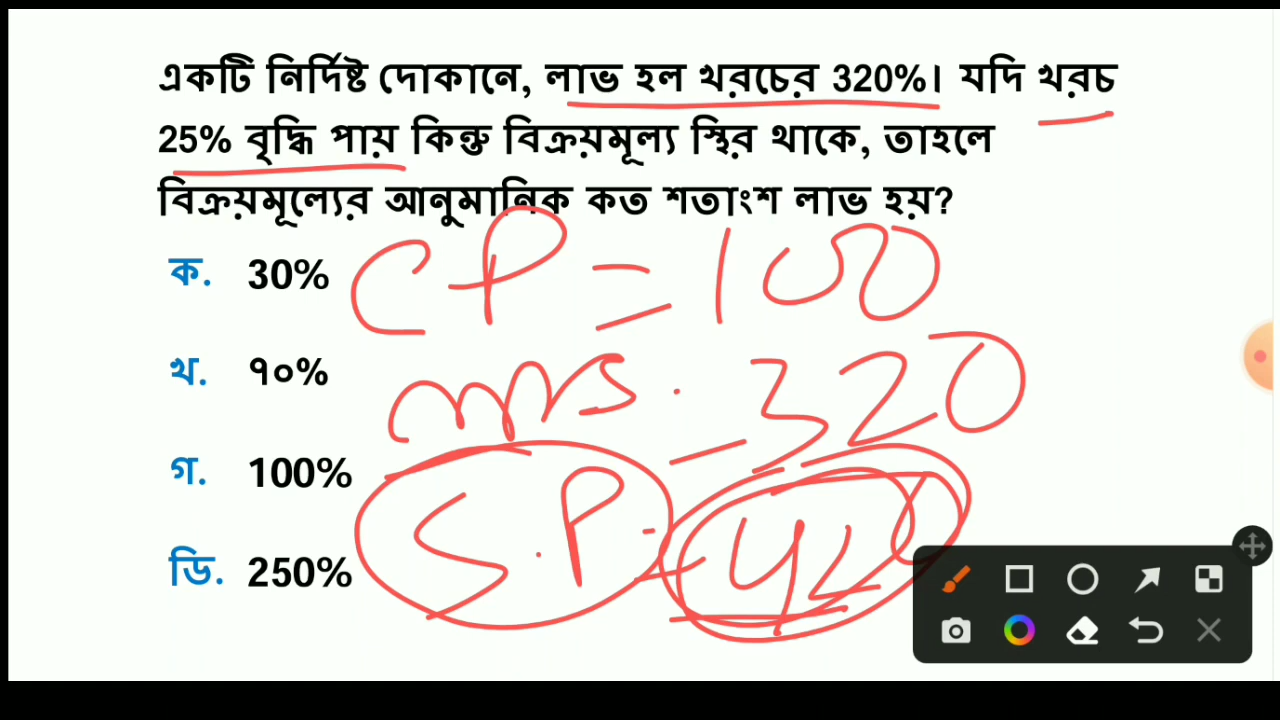 একটি নির্দিষ্ট দোকানে, লাভ হল খরচের 320%। যদি খরচ
25% বৃদ্ধি পায় কিন্তু বিক্রয়মূল্য স্থির থাকে, তাহলে
বিক্রয়মূল্যের আনুমানিক কত শতাংশ লাভ হয়?
ক. 30%
CP = 100
খ. ৭০%
= 320
গ. 100%
S.P. = 420
ডি. 250%